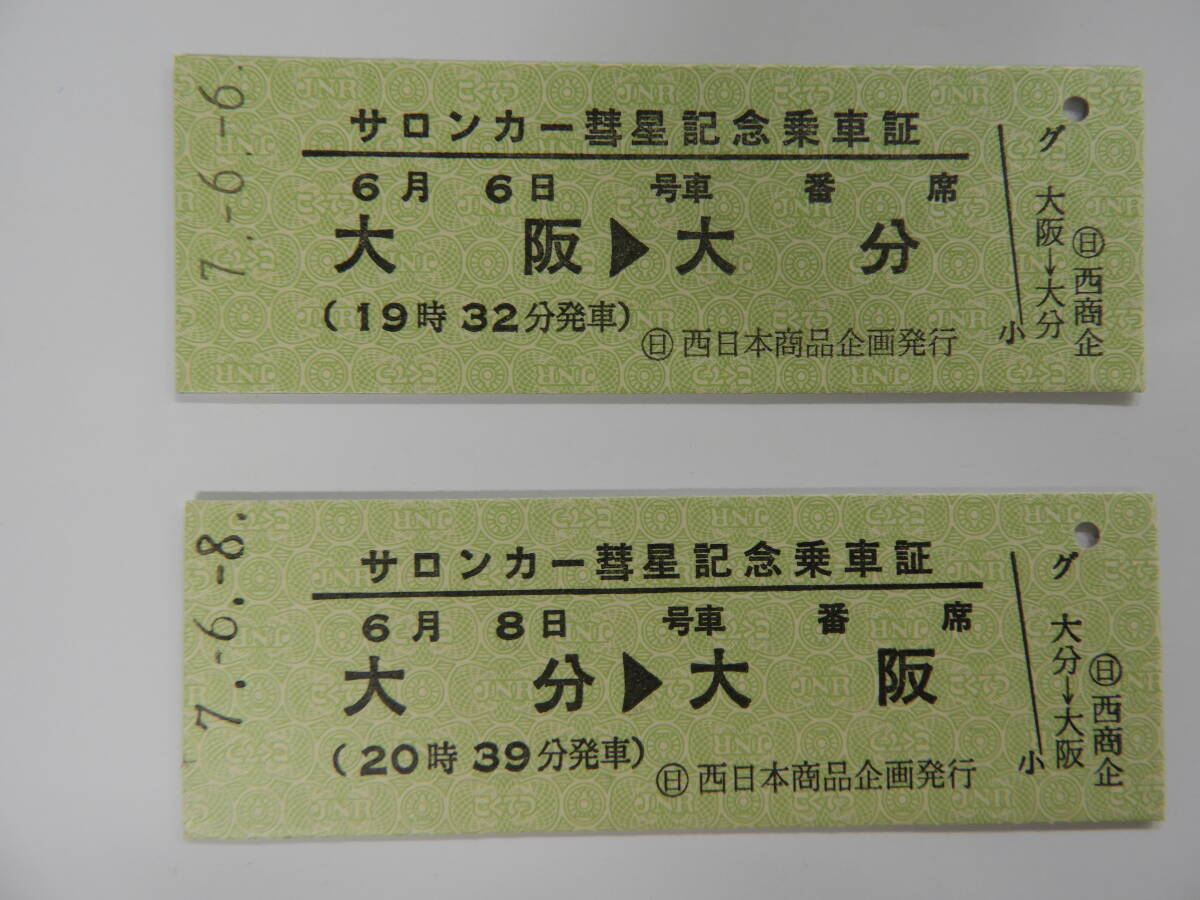 7.-6.-6.
サロンカー彗星記念乗車証
6月 6日 号車 番 席
大 阪▶大 分
(19時32分発車)
㊐西日本商品企画発行
グ
小
大阪→大分
㊐西商企
7.-6.-8.
サロンカー彗星記念乗車証
6月 8日 号車 番 席
大 分▶大 阪
(20時39分発車)
㊐西日本商品企画発行
グ
小
大分→大阪
㊐西商企
JNR
こくてつ